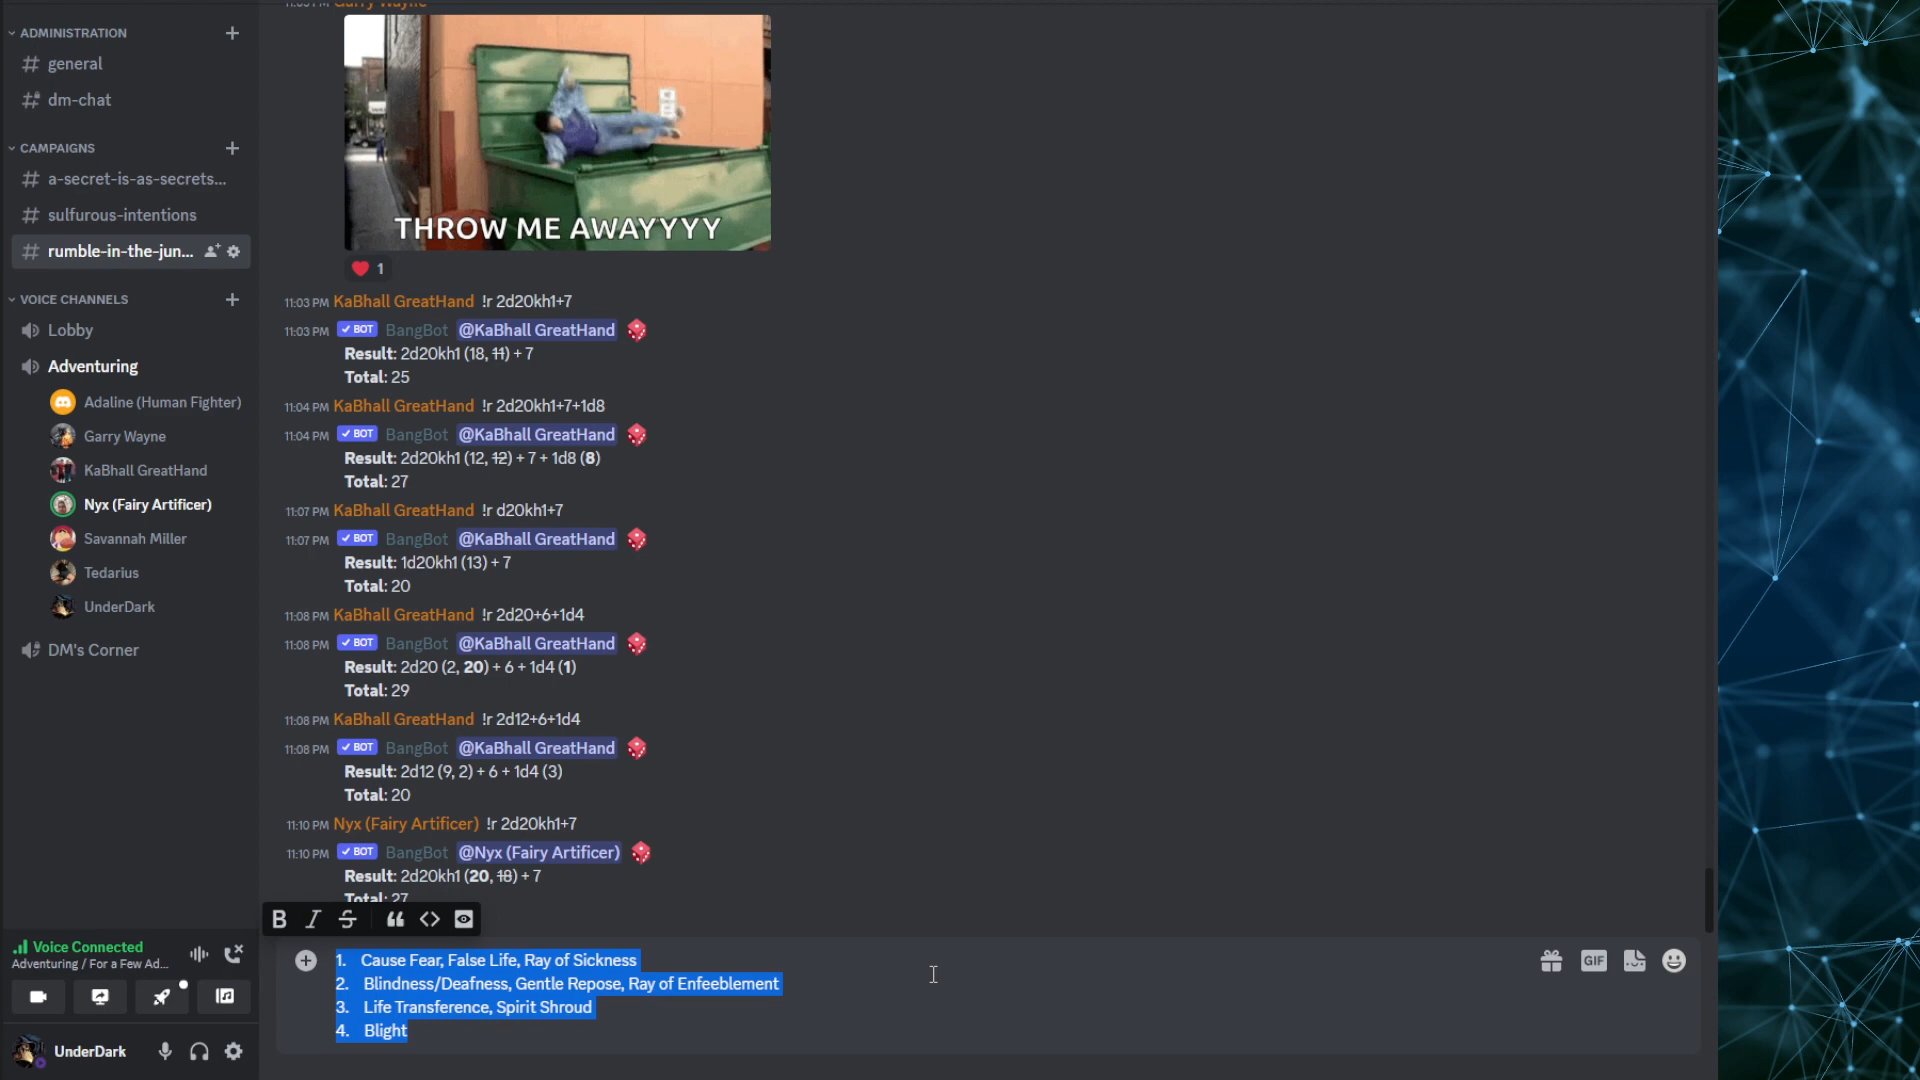 ADMINISTRATION
general
dm-chat
CAMPAIGNS
a-secret-is-as-secrets...
sulfurous-intentions
rumble-in-the-jun...
VOICE CHANNELS
Lobby
Adventuring
Adaline (Human Fighter)
Garry Wayne
KaBhall GreatHand
Nyx (Fairy Artificer)
Savannah Miller
Tedarius
UnderDark
DM's Corner
Voice Connected
Adventuring / For a Few Ad...
UnderDark
11:03 PM Garry Wayne
THROW ME AWAYYYY
1
11:03 PM KaBhall GreatHand !r 2d20kh1+7
11:03 PM BOT BangBot @KaBhall GreatHand
Result: 2d20kh1 (18, 11) + 7
Total: 25
11:04 PM KaBhall GreatHand !r 2d20kh1+7+1d8
11:04 PM BOT BangBot @KaBhall GreatHand
Result: 2d20kh1 (12, 12) + 7 + 1d8 (8)
Total: 27
11:07 PM KaBhall GreatHand !r d20kh1+7
11:07 PM BOT BangBot @KaBhall GreatHand
Result: 1d20kh1 (13) + 7
Total: 20
11:08 PM KaBhall GreatHand !r 2d20+6+1d4
11:08 PM BOT BangBot @KaBhall GreatHand
Result: 2d20 (2, 20) + 6 + 1d4 (1)
Total: 29
11:08 PM KaBhall GreatHand !r 2d12+6+1d4
11:08 PM BOT BangBot @KaBhall GreatHand
Result: 2d12 (9, 2) + 6 + 1d4 (3)
Total: 20
11:10 PM Nyx (Fairy Artificer) !r 2d20kh1+7
11:10 PM BOT BangBot @Nyx (Fairy Artificer)
Result: 2d20kh1 (20, 18) + 7
Total: 27
B I S
1. Cause Fear, False Life, Ray of Sickness
2. Blindness/Deafness, Gentle Repose, Ray of Enfeeblement
3. Life Transference, Spirit Shroud
4. Blight
GIF